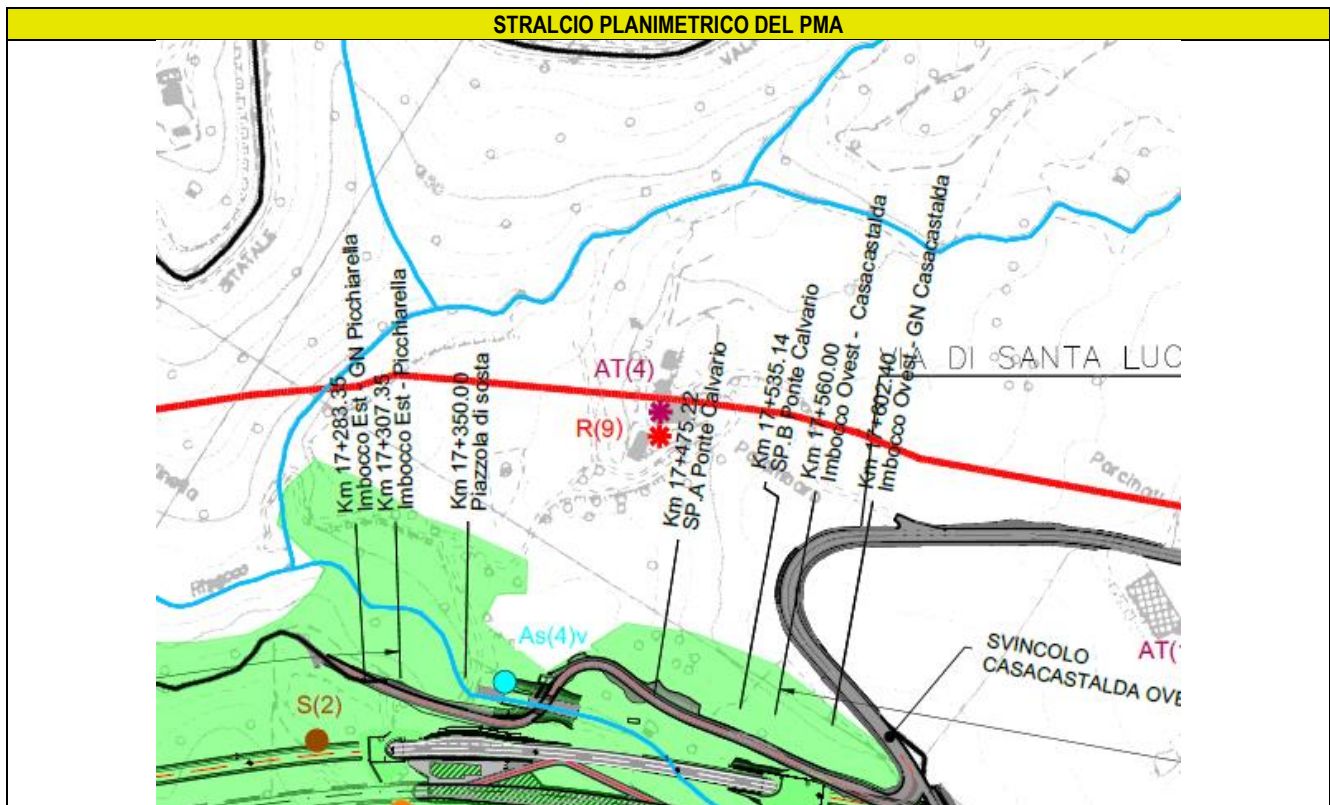 STRALCIO PLANIMETRICO DEL PMA
VAL
STATALE
Km 17+283.35
Imbocco Est - GN Picchiarella
Km 17+307.35
Imbocco Est - Picchiarella
Km 17+350.00
Piazzola di sosta
AT(4)
R(9)
Km 17+475.22
SP.A Ponte Calvario
Km 17+535.14
SP.B Ponte Calvario
Km 17+560.00
Imbocco Ovest - Casacastalda
Km 17+602.40
Imbocco Ovest - GN Casacastalda
A DI SANTA LUC
As(4)v
S(2)
SVINCOLO
CASACASTALDA OVE
AT(